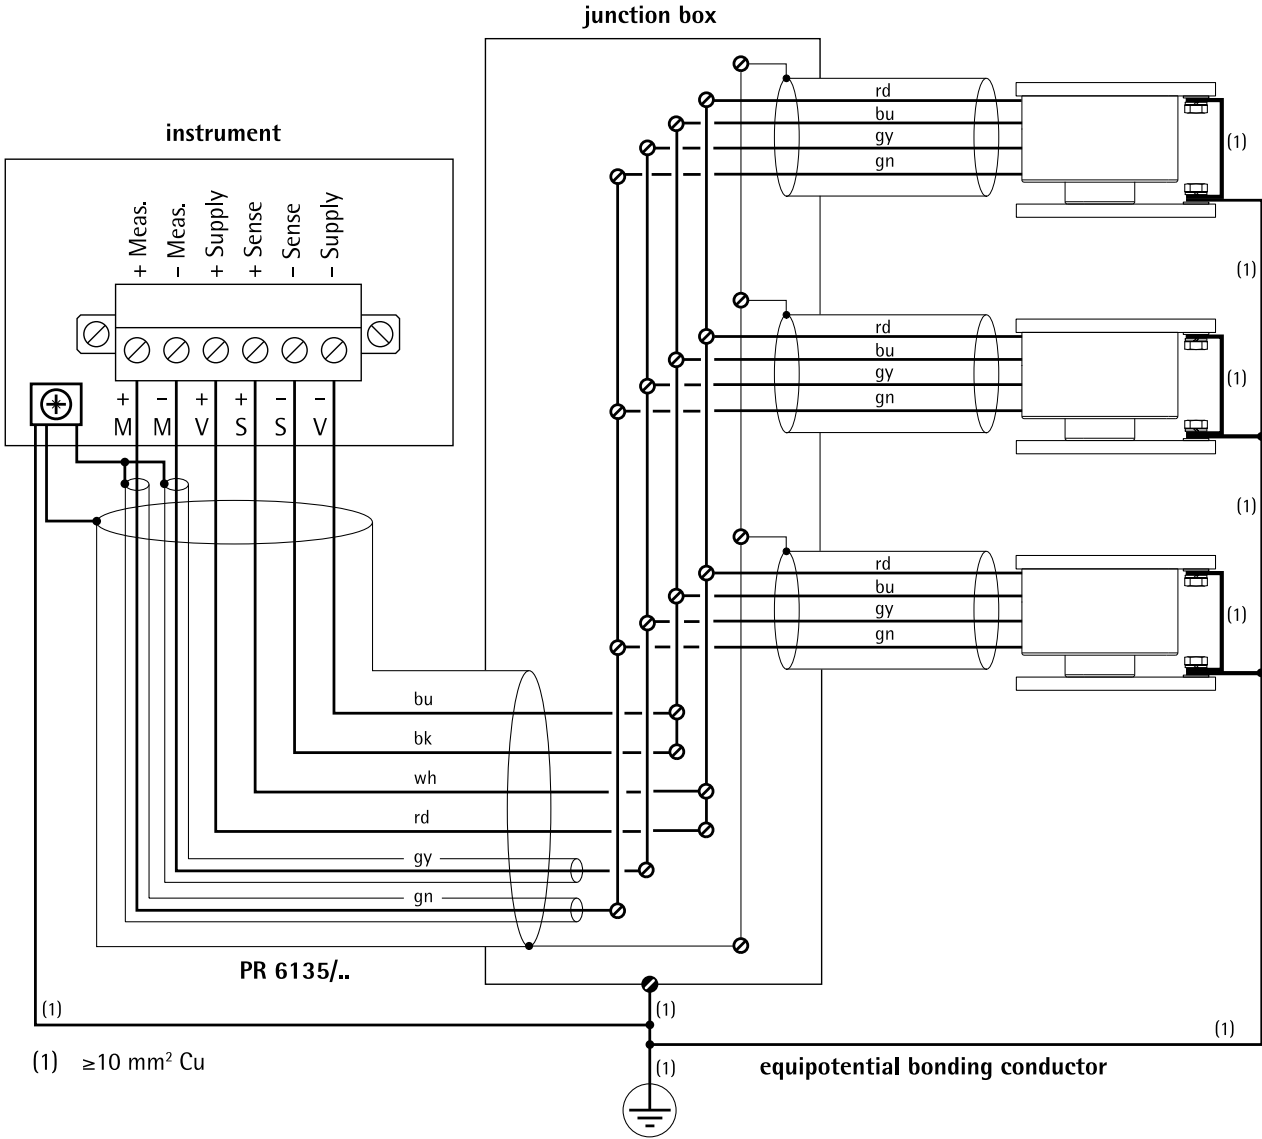 junction box
instrument
+ Meas.
– Meas.
+ Supply
+ Sense
– Sense
– Supply
+ – + + – –
M M V S S V
rd
bu
gy
gn
(1)
(1)
rd
bu
gy
gn
(1)
(1)
rd
bu
gy
gn
(1)
bu
bk
wh
rd
gy
gn
PR 6135/..
(1)
(1)
(1)
(1) ≥10 mm² Cu
(1)
equipotential bonding conductor